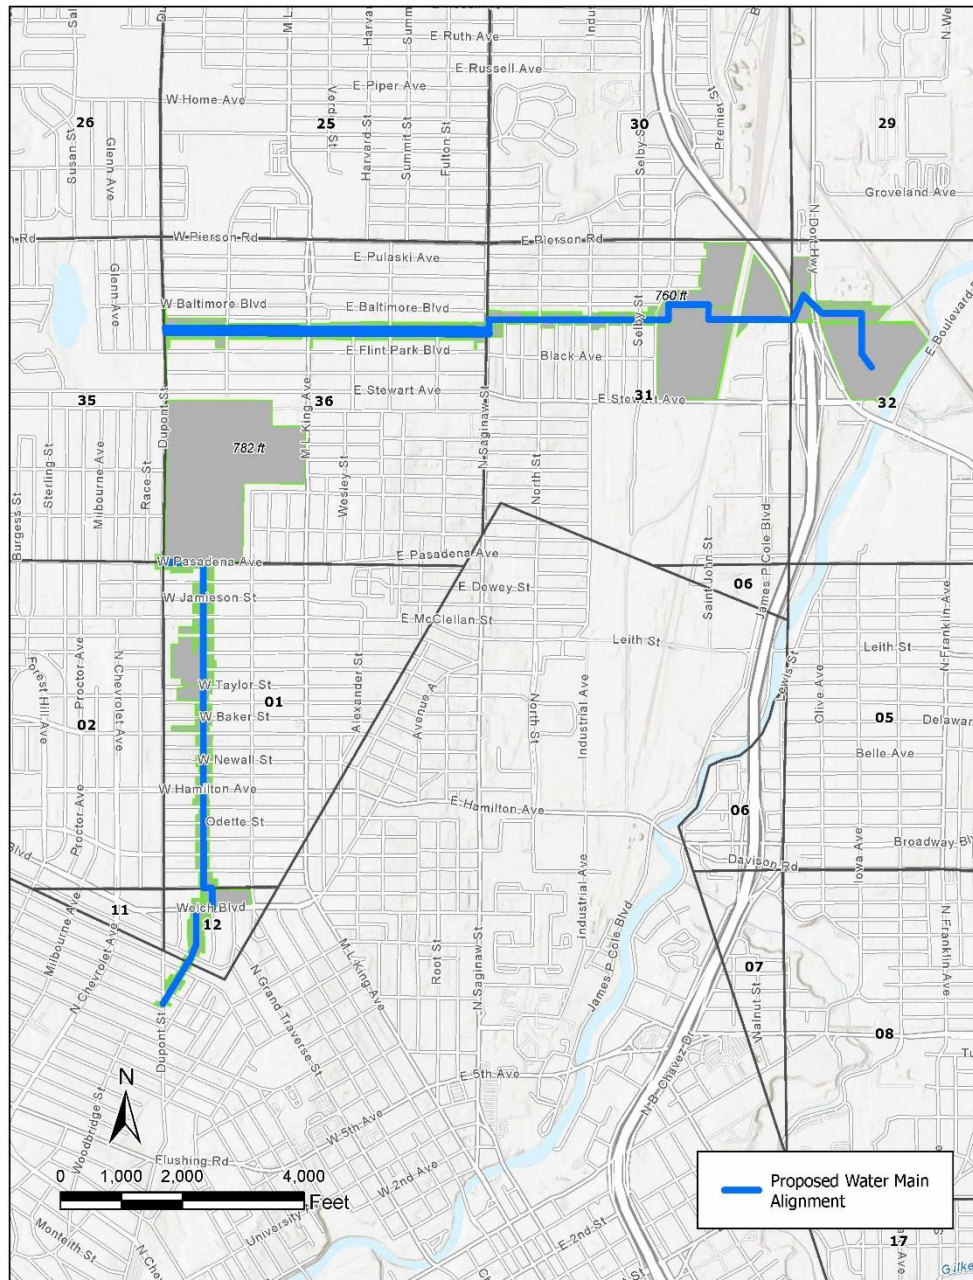 E Ruth Ave
E Russell Ave
E Piper Ave
W Home Ave
Premier St
26
25
30
29
Susan St
Glenn Ave
Harvard St
Summit St
Fulton St
Selby St
Groveland Ave
W Pierson Rd
E Pierson Rd
N Dort Hwy
E Pulaski Ave
Glenn Ave
W Baltimore Blvd
E Baltimore Blvd
760 ft
Selby St
E Flint Park Blvd
Black Ave
E Stewart Ave
31
E Stewart Ave
35
36
32
Dupont St
M L King Ave
N Saginaw St
782 ft
Burgess St
Sterling St
Milbourne Ave
Race St
Wesley St
North St
W Pasadena Ave
E Pasadena Ave
Saint John St
James P Cole Blvd
06
E Dewey St
W Jamieson St
E McClellan St
Leith St
Leith St
N Franklin Ave
Lewis St
Olive Ave
Forest Hill Ave
Proctor Ave
N Chevrolet Ave
W Taylor St
01
Alexander St
Avenue A
North St
Industrial Ave
02
W Baker St
05
Delaware
Belle Ave
W Newall St
W Hamilton Ave
E Hamilton Ave
06
Proctor Ave
Odette St
Broadway Blv
Davison Rd
Iowa Ave
Blvd
11
Welch Blvd
12
Milbourne Ave
N Chevrolet Ave
M L King Ave
Root St
N Saginaw St
Industrial Ave
James P Cole Blvd
N Franklin Ave
07
Walnut St
N Grand Traverse St
08
Dupont St
E 5th Ave
N B Chavez Dr
N
Woodbridge St
W 5th Ave
Flushing Rd
W 2nd Ave
0 1,000 2,000 4,000
Feet
Proposed Water Main
Alignment
University
Monteith St
E 2nd St
17